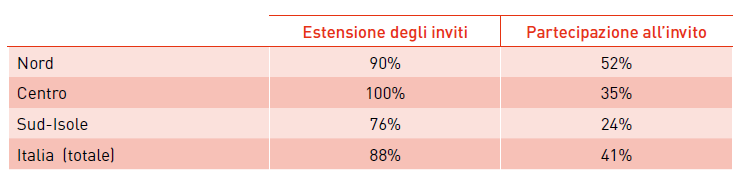 Estensione degli inviti Partecipazione all'invito
Nord 90% 52%
Centro 100% 35%
Sud-Isole 76% 24%
Italia (totale) 88% 41%